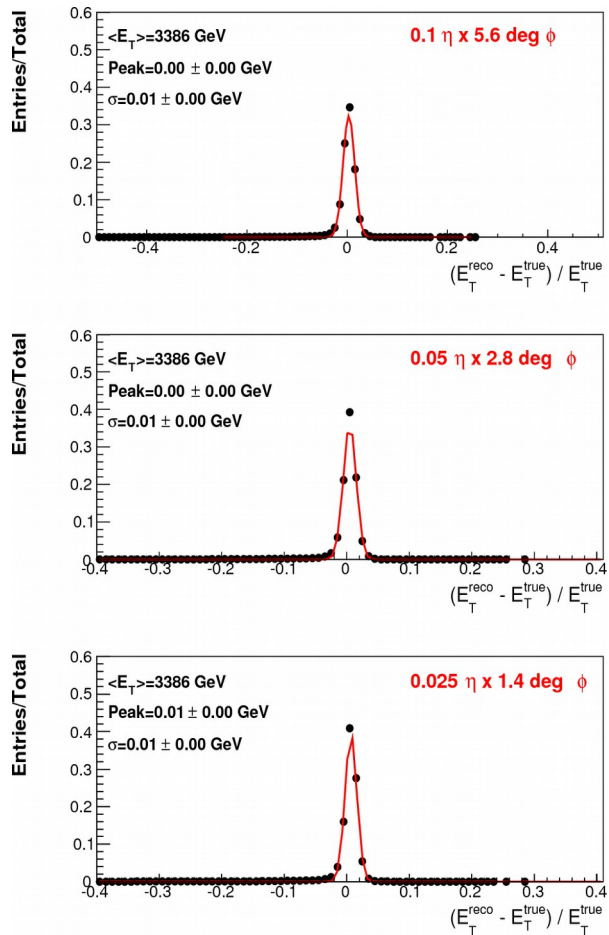 Entries/Total
0.6
0.5
0.4
0.3
0.2
0.1
0
<E_T>=3386 GeV
0.1 η x 5.6 deg ϕ
Peak=0.00 ± 0.00 GeV
σ=0.01 ± 0.00 GeV
-0.4 -0.2 0 0.2 0.4
(E_T^reco - E_T^true) / E_T^true
Entries/Total
0.6
0.5
0.4
0.3
0.2
0.1
0
<E_T>=3386 GeV
0.05 η x 2.8 deg ϕ
Peak=0.00 ± 0.00 GeV
σ=0.01 ± 0.00 GeV
-0.4 -0.3 -0.2 -0.1 0 0.1 0.2 0.3 0.4
(E_T^reco - E_T^true) / E_T^true
Entries/Total
0.6
0.5
0.4
0.3
0.2
0.1
0
<E_T>=3386 GeV
0.025 η x 1.4 deg ϕ
Peak=0.01 ± 0.00 GeV
σ=0.01 ± 0.00 GeV
-0.4 -0.3 -0.2 -0.1 0 0.1 0.2 0.3 0.4
(E_T^reco - E_T^true) / E_T^true